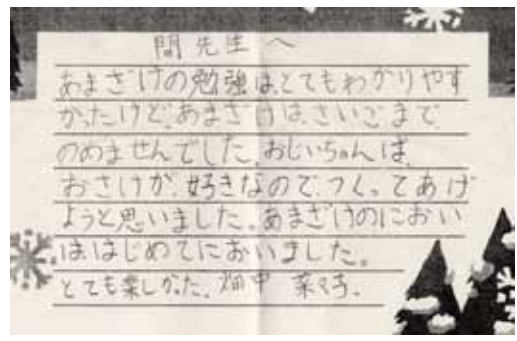 間先生へ
あまざけの勉強は、とてもわかりやす
かったけど、あまざけは、さいごまで
のめませんでした。おじいちゃんは、
おさけが、好きなので、つくってあげ
ようと思いました。あまざけのにおい
は、はじめてにおいました。
とても楽しかった。畑中 菜々子.